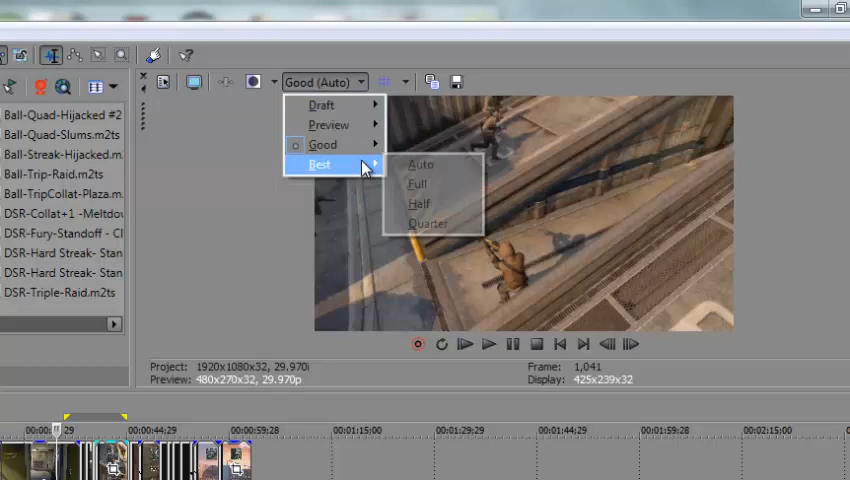 Good (Auto)
Draft
Preview
Good
Best
Auto
Full
Half
Quarter
Ball-Quad-Hijacked #2
Ball-Quad-Slums.m2ts
Ball-Streak-Hijacked.m
Ball-Trip-Raid.m2ts
Ball-TripCollat-Plaza.m
DSR-Collat+1 -Meltdow
DSR-Fury-Standoff - Cl
DSR-Hard Streak- Stan
DSR-Hard Streak- Stan
DSR-Triple-Raid.m2ts
Project: 1920x1080x32, 29.970i
Frame: 1,041
Preview: 480x270x32, 29.970p
Display: 425x239x32
00:00: 29
00:00:44:29
00:00:59:28
00:01:15:00
00:01:29:29
00:01:44:29
00:01:59:28
00:02:15:00